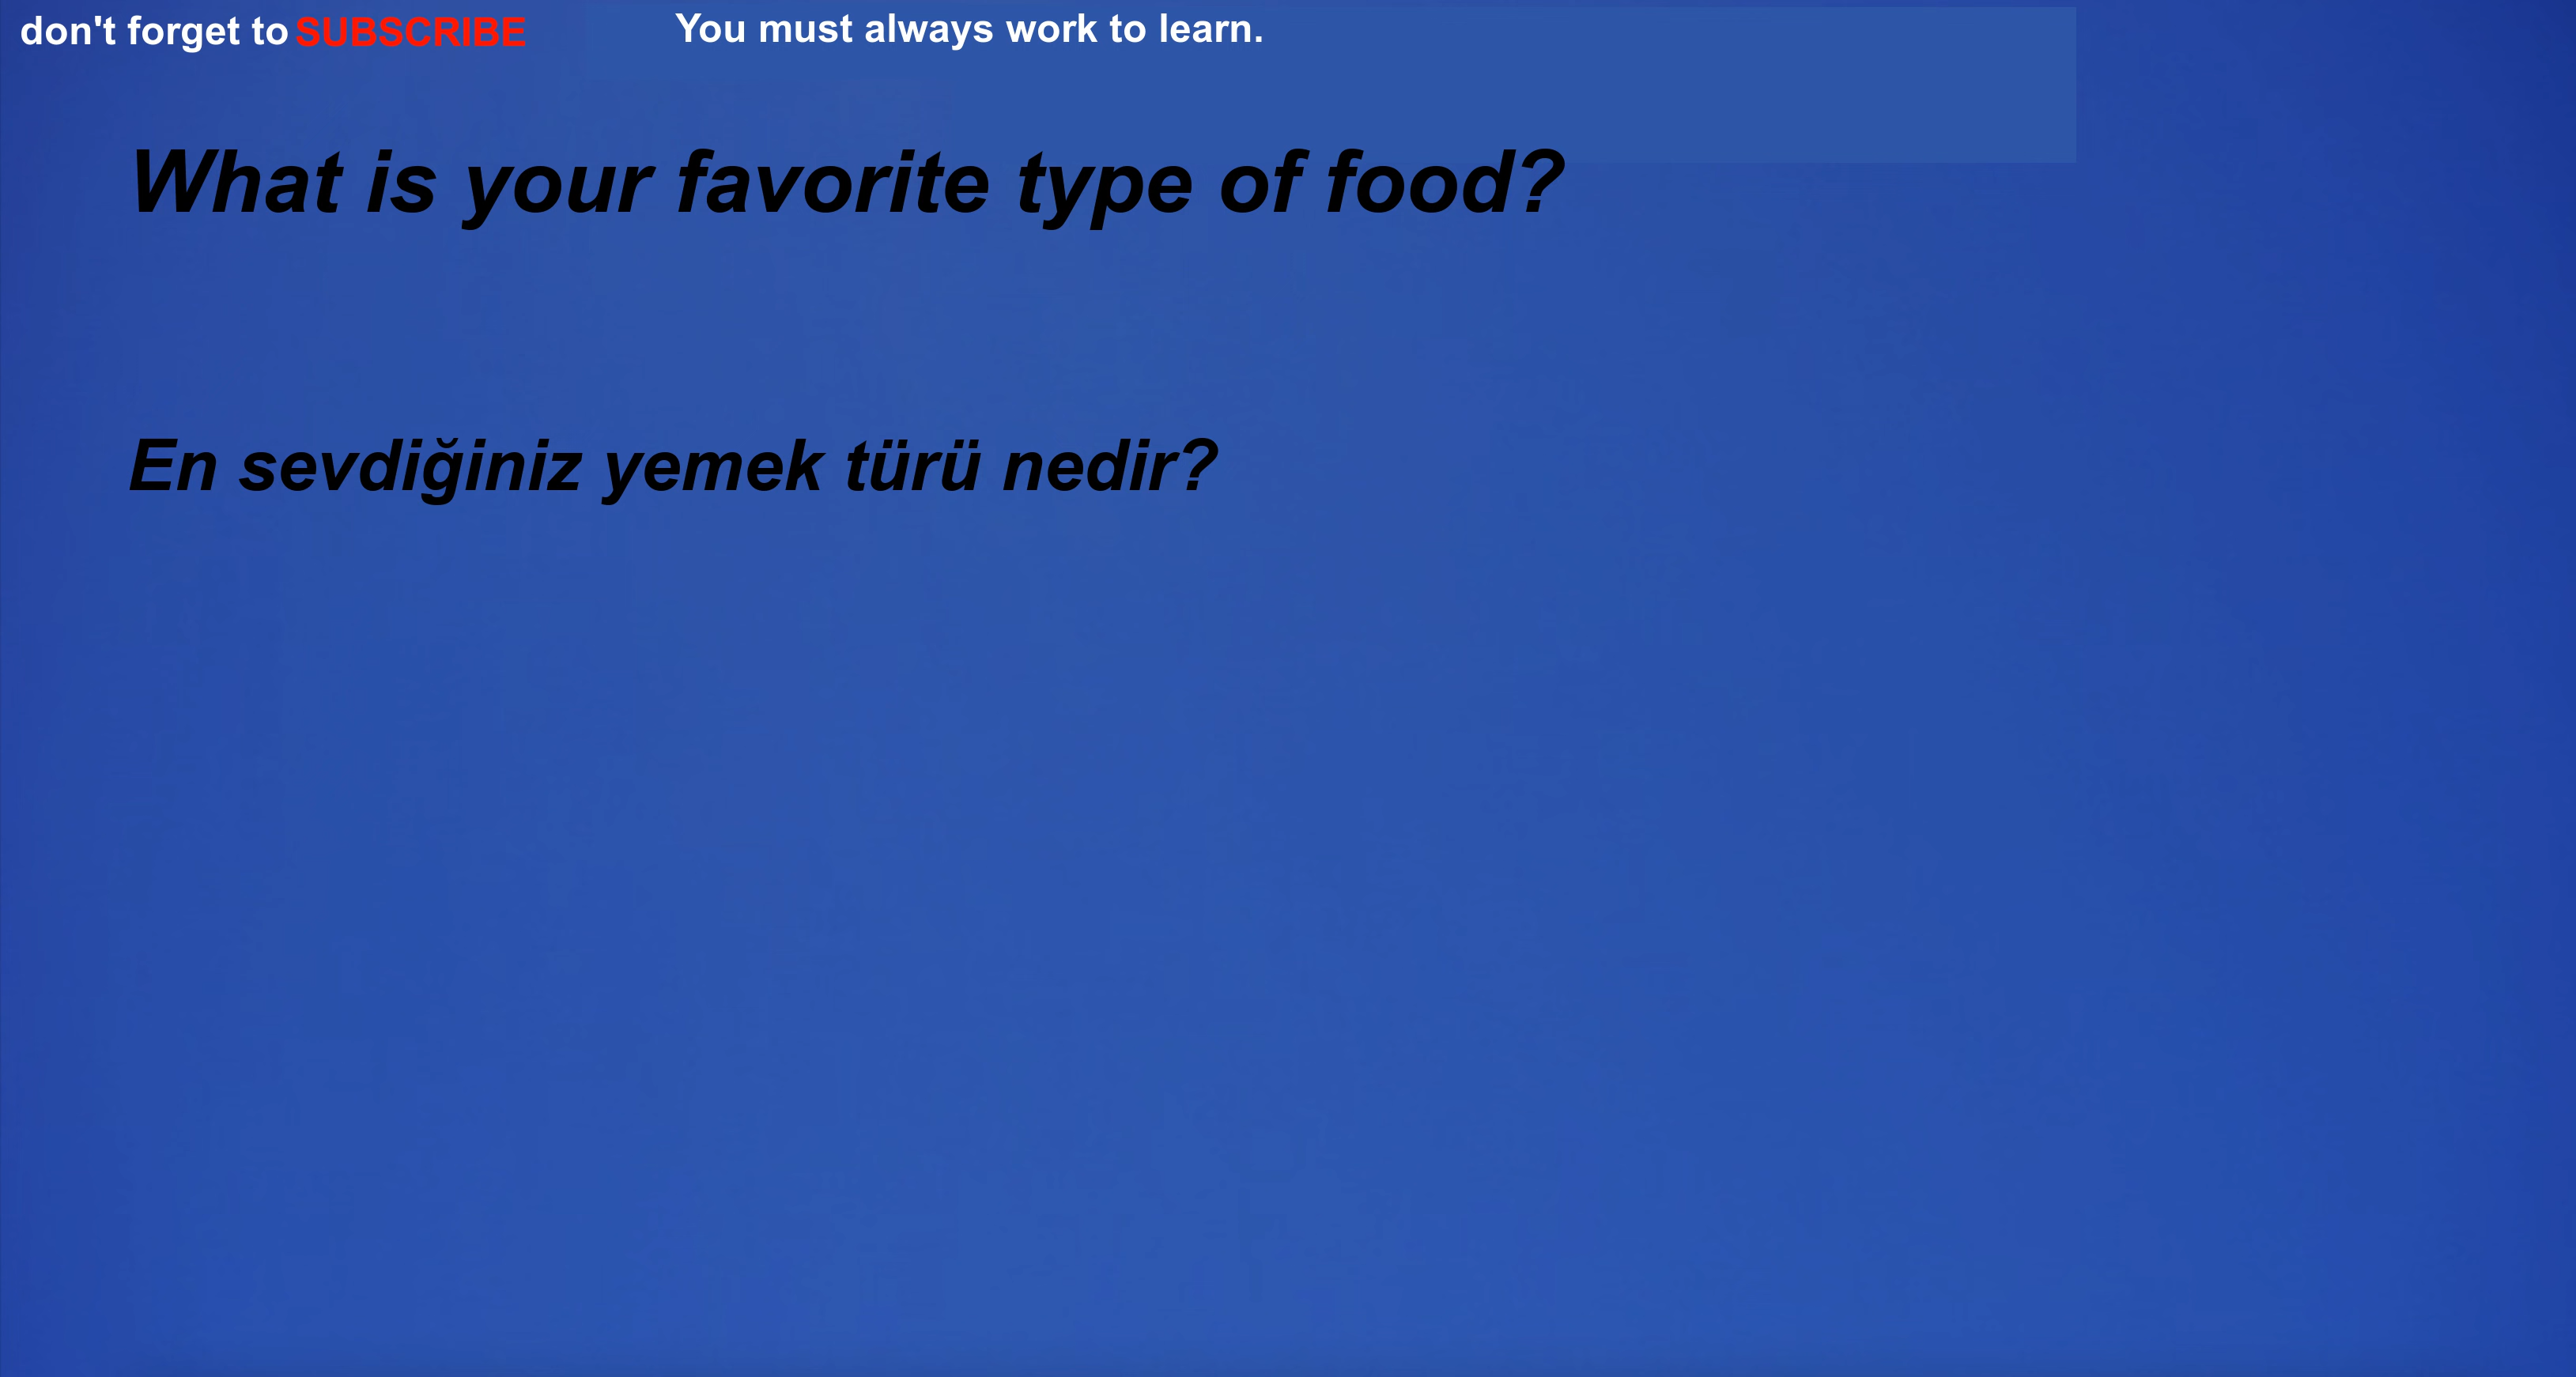 don't forget to SUBSCRIBE You must always work to learn.
What is your favorite type of food?
En sevdiğiniz yemek türü nedir?